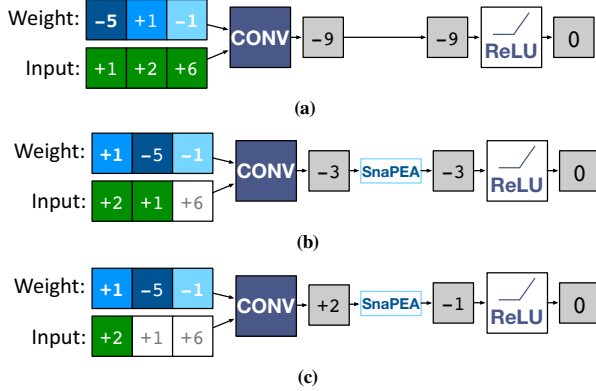 Weight: -5 +1 -1
CONV -9 -9 ReLU 0
Input: +1 +2 +6
(a)
Weight: +1 -5 -1
CONV -3 SnaPEA -3 ReLU 0
Input: +2 +1 +6
(b)
Weight: +1 -5 -1
CONV +2 SnaPEA -1 ReLU 0
Input: +2 +1 +6
(c)